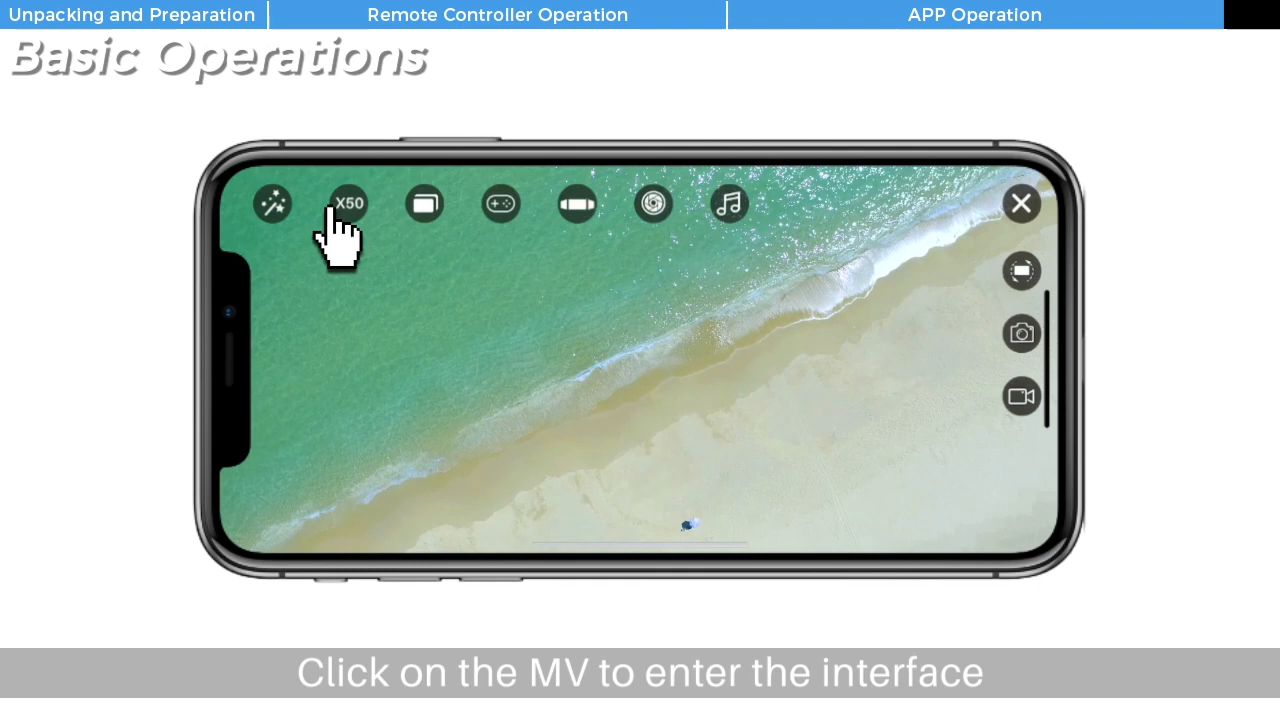 Unpacking and Preparation
Remote Controller Operation
APP Operation
Basic Operations
X50
Click on the MV to enter the interface